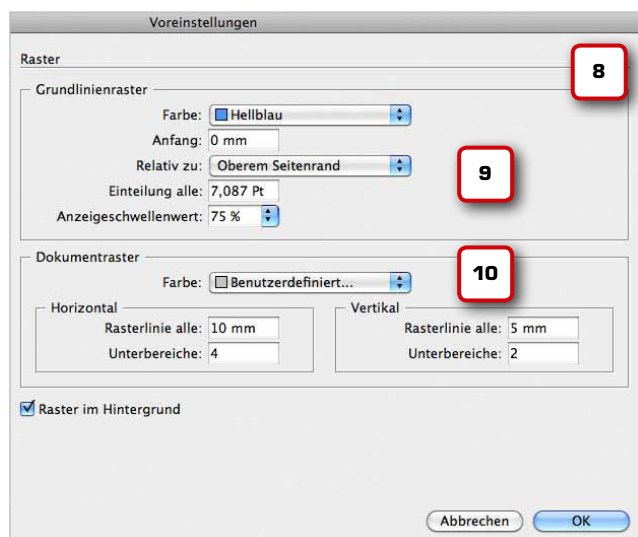 Voreinstellungen
Raster
8
Grundlinienraster
Farbe: Hellblau
Anfang: 0 mm
Relativ zu: Oberem Seitenrand
9
Einteilung alle: 7,087 Pt
Anzeigeschwellenwert: 75 %
Dokumentraster
Farbe: Benutzerdefiniert...
10
Horizontal
Rasterlinie alle: 10 mm
Unterbereiche: 4
Vertikal
Rasterlinie alle: 5 mm
Unterbereiche: 2
Raster im Hintergrund
Abbrechen OK